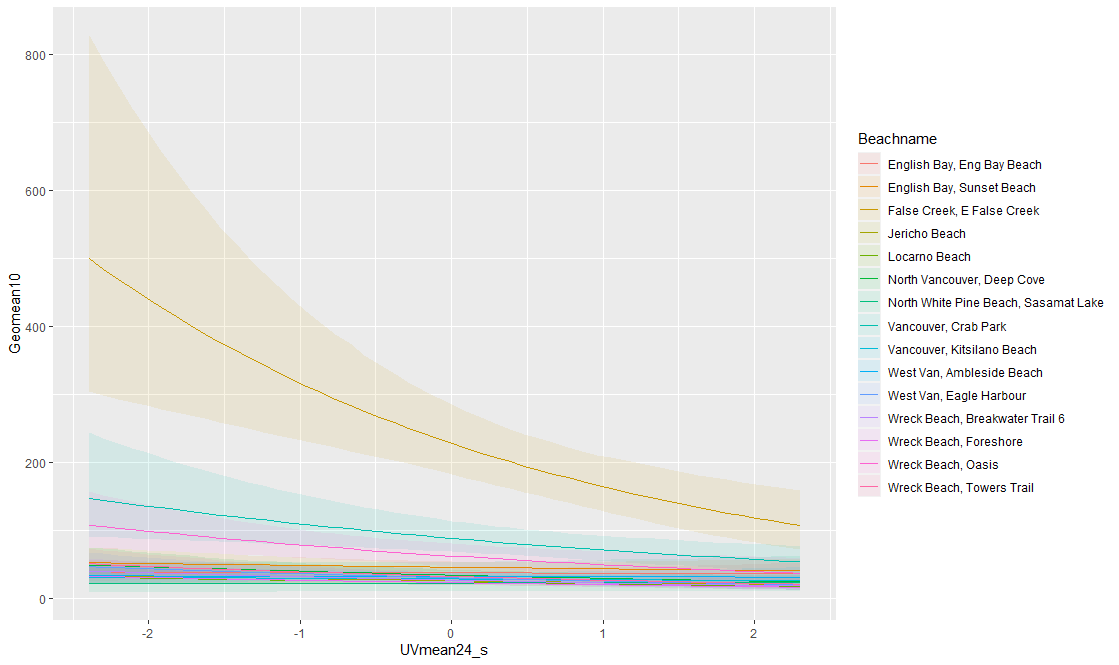 800
600
400
200
0
Geomean10
-2
-1
0
1
2
UVmean24_s
Beachname
English Bay, Eng Bay Beach
English Bay, Sunset Beach
False Creek, E False Creek
Jericho Beach
Locarno Beach
North Vancouver, Deep Cove
North White Pine Beach, Sasamat Lake
Vancouver, Crab Park
Vancouver, Kitsilano Beach
West Van, Ambleside Beach
West Van, Eagle Harbour
Wreck Beach, Breakwater Trail 6
Wreck Beach, Foreshore
Wreck Beach, Oasis
Wreck Beach, Towers Trail